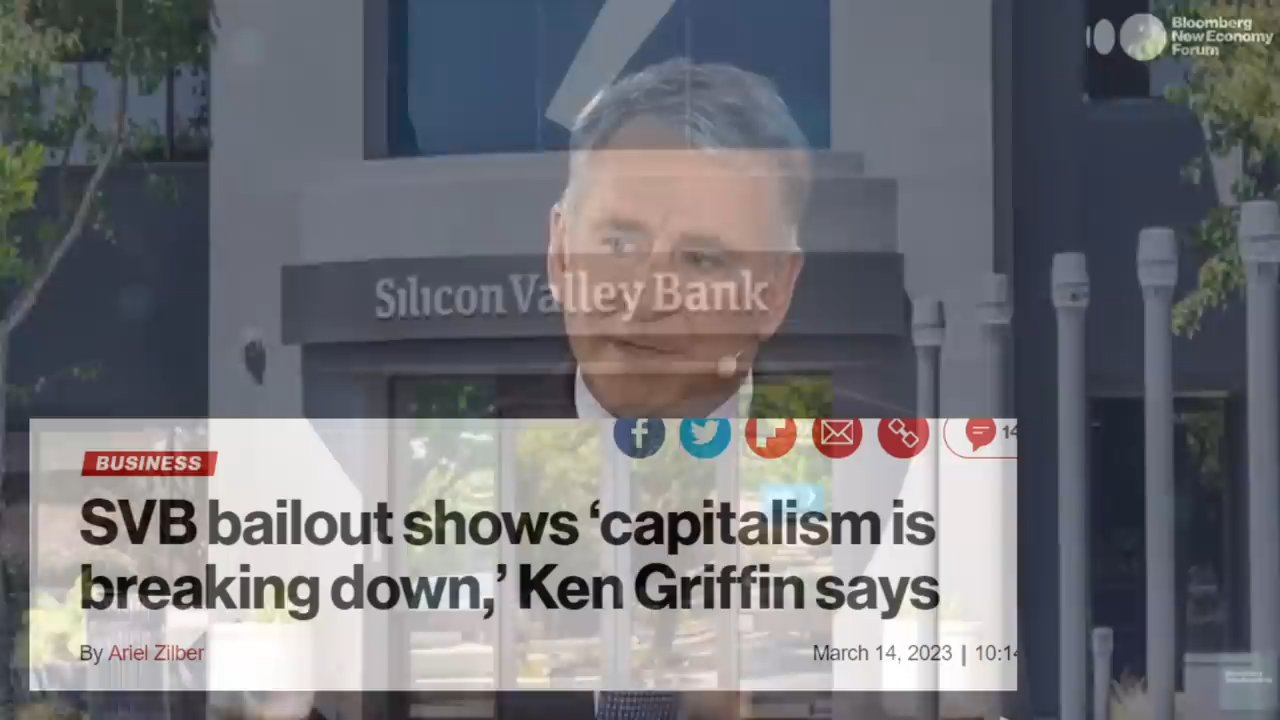 Bloomberg
New Economy
Forum
Silicon Valley Bank
14
BUSINESS
SVB bailout shows ‘capitalism is
breaking down,’ Ken Griffin says
By Ariel Zilber
March 14, 2023 | 10:14